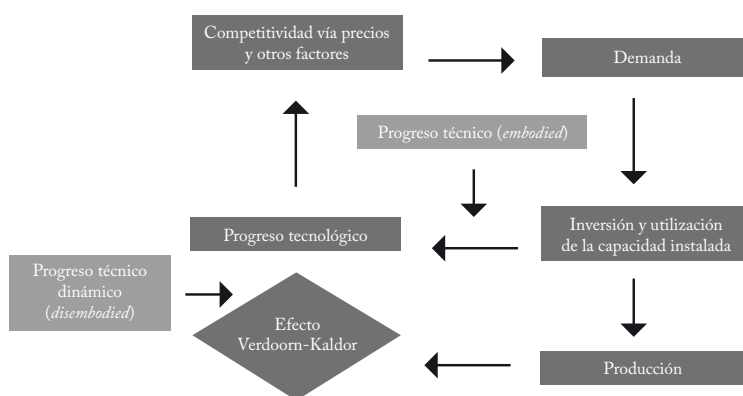 Competitividad vía precios
y otros factores
Demanda
Progreso técnico (embodied)
Progreso tecnológico
Inversión y utilización
de la capacidad instalada
Progreso técnico
dinámico
(disembodied)
Efecto
Verdoorn-Kaldor
Producción